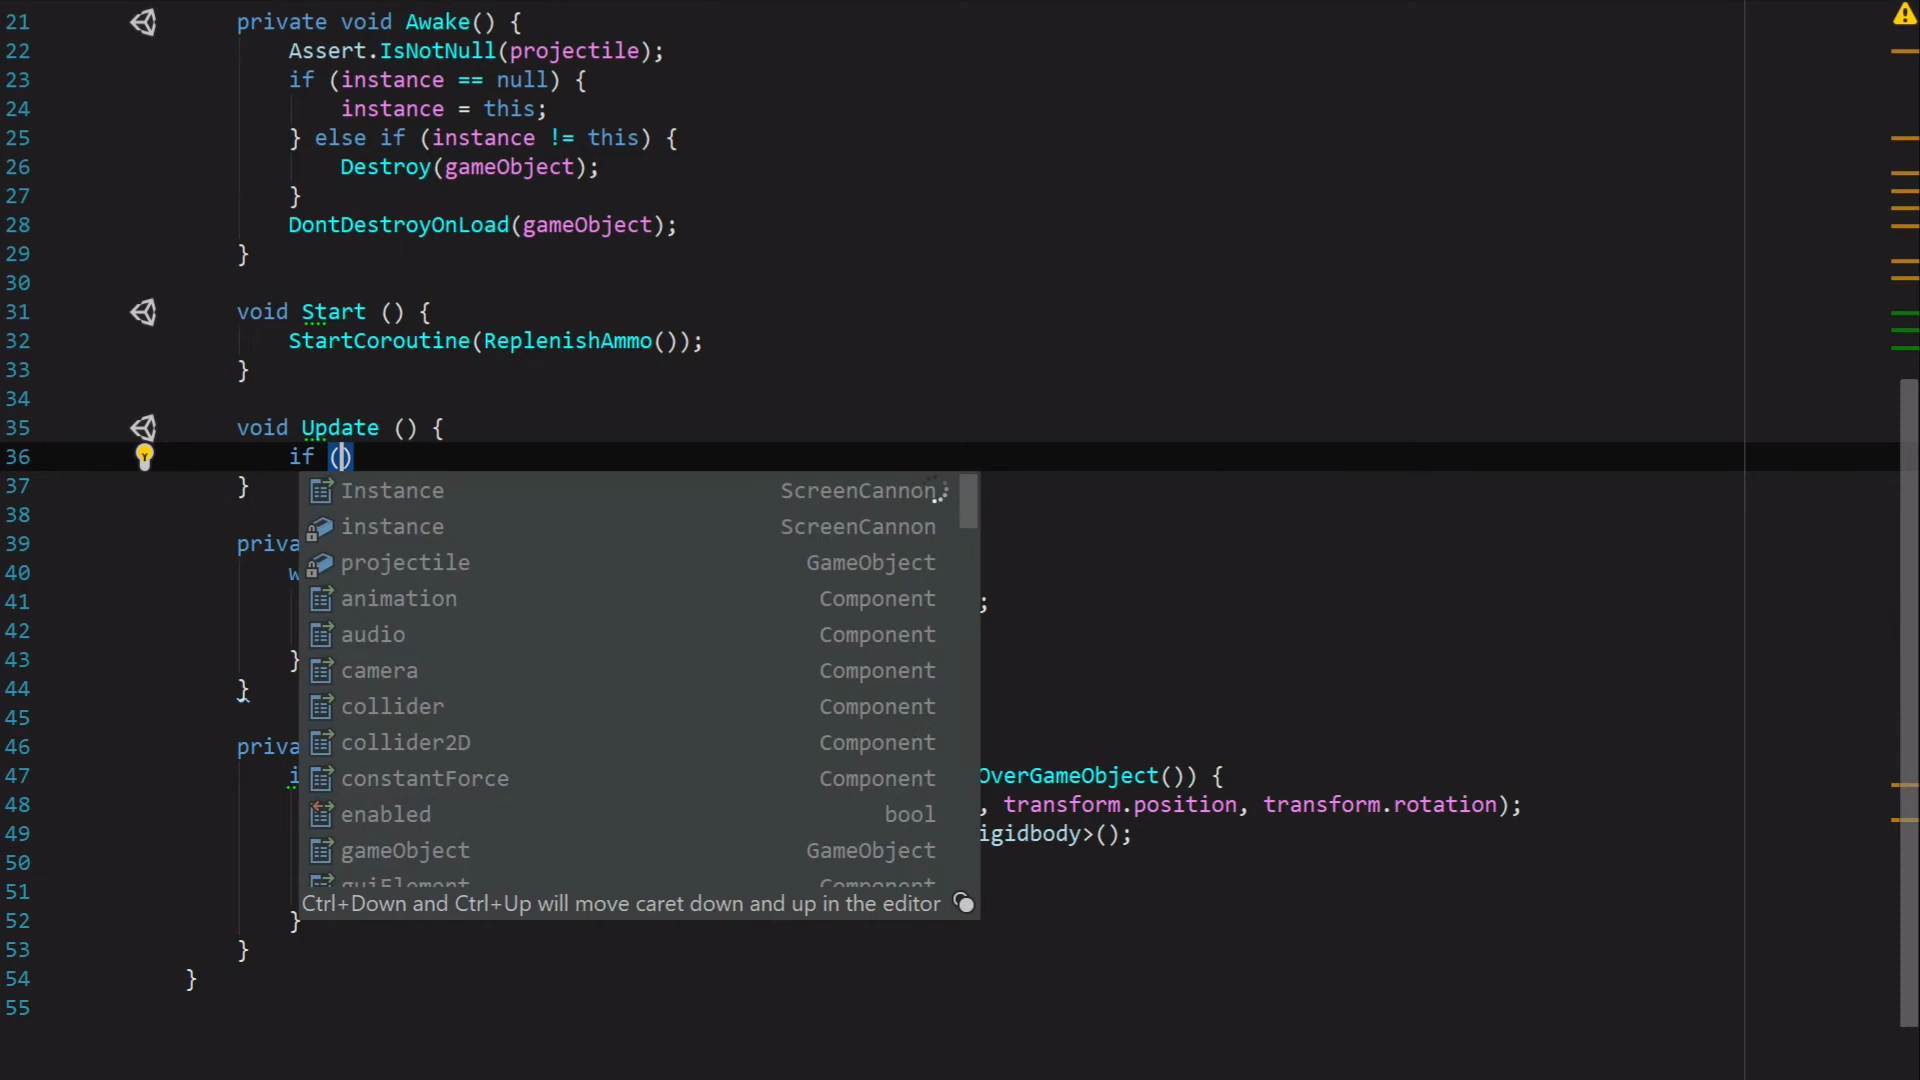 21 private void Awake() {
22 Assert.IsNotNull(projectile);
23 if (instance == null) {
24 instance = this;
25 } else if (instance != this) {
26 Destroy(gameObject);
27 }
28 DontDestroyOnLoad(gameObject);
29 }
30
31 void Start () {
32 StartCoroutine(ReplenishAmmo());
33 }
34
35 void Update () {
36 if ()
37 }
Instance ScreenCannon
38
instance ScreenCannon
39 priva
projectile GameObject
40 w
animation Component
41 ;
audio Component
42
43 }
camera Component
44 }
collider Component
45
46 priva
collider2D Component
47 i OverGameObject()) {
constantForce Component
48 , transform.position, transform.rotation);
enabled bool
49 igidbody>();
gameObject GameObject
50
guiElement Component
51
Ctrl+Down and Ctrl+Up will move caret down and up in the editor
52 }
53 }
54 }
55